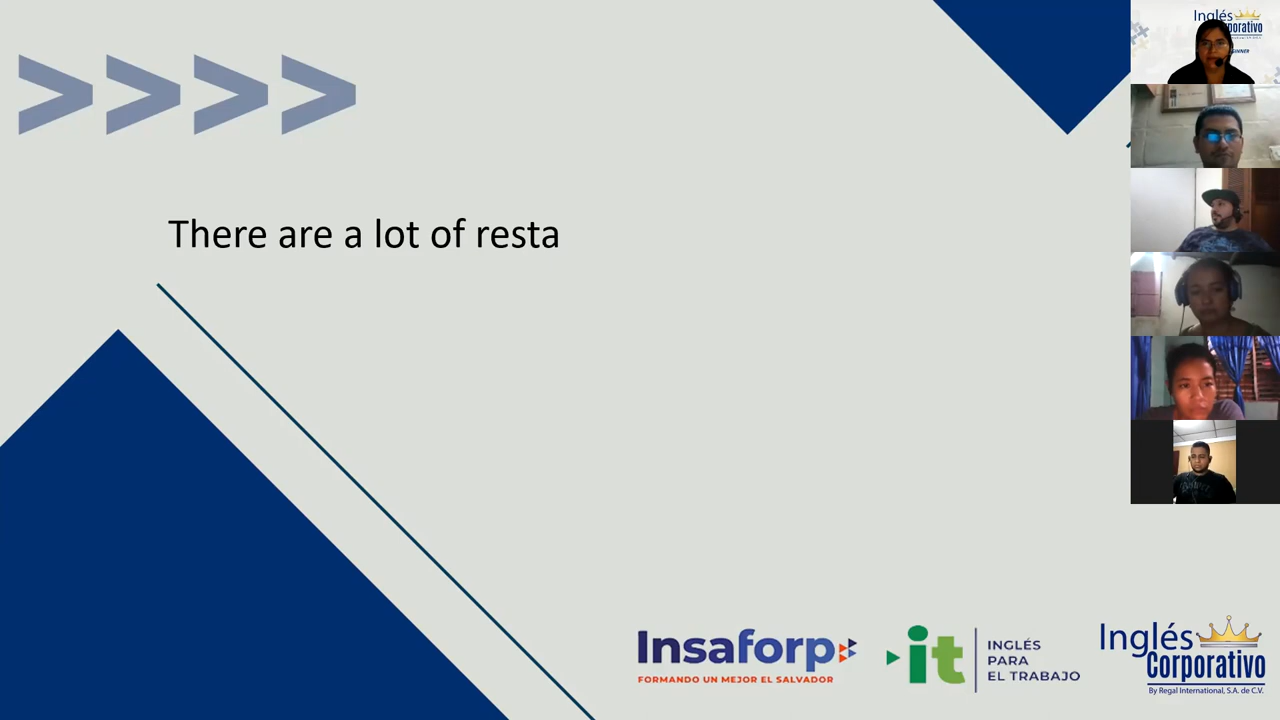 There are a lot of resta
Insaforp
FORMANDO UN MEJOR EL SALVADOR
it
INGLÉS
PARA
EL TRABAJO
Inglés
Corporativo
By Regal International, S.A. de C.V.
Inglés